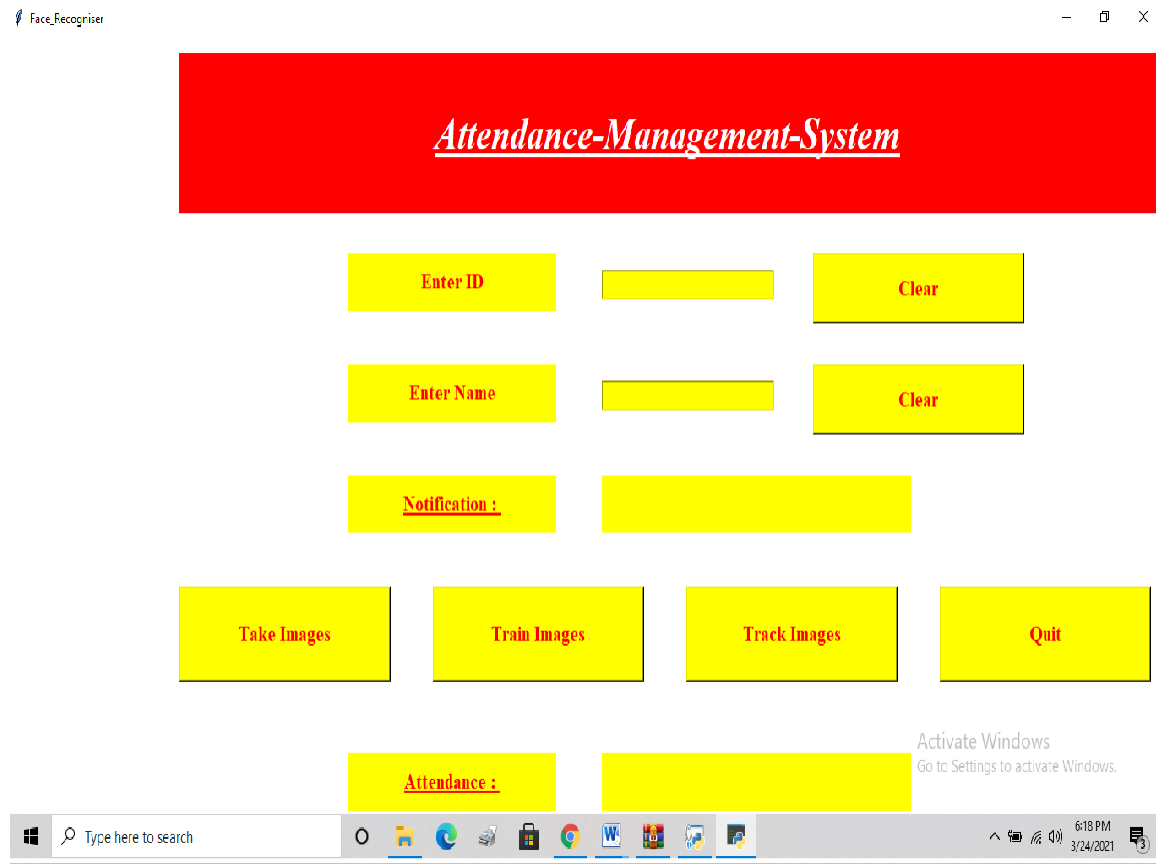 Face_Recogniser
Attendance-Management-System
Enter ID
Clear
Enter Name
Clear
Notification :
Take Images
Train Images
Track Images
Quit
Attendance :
Activate Windows
Go to Settings to activate Windows.
Type here to search
6:18 PM
3/24/2021
3